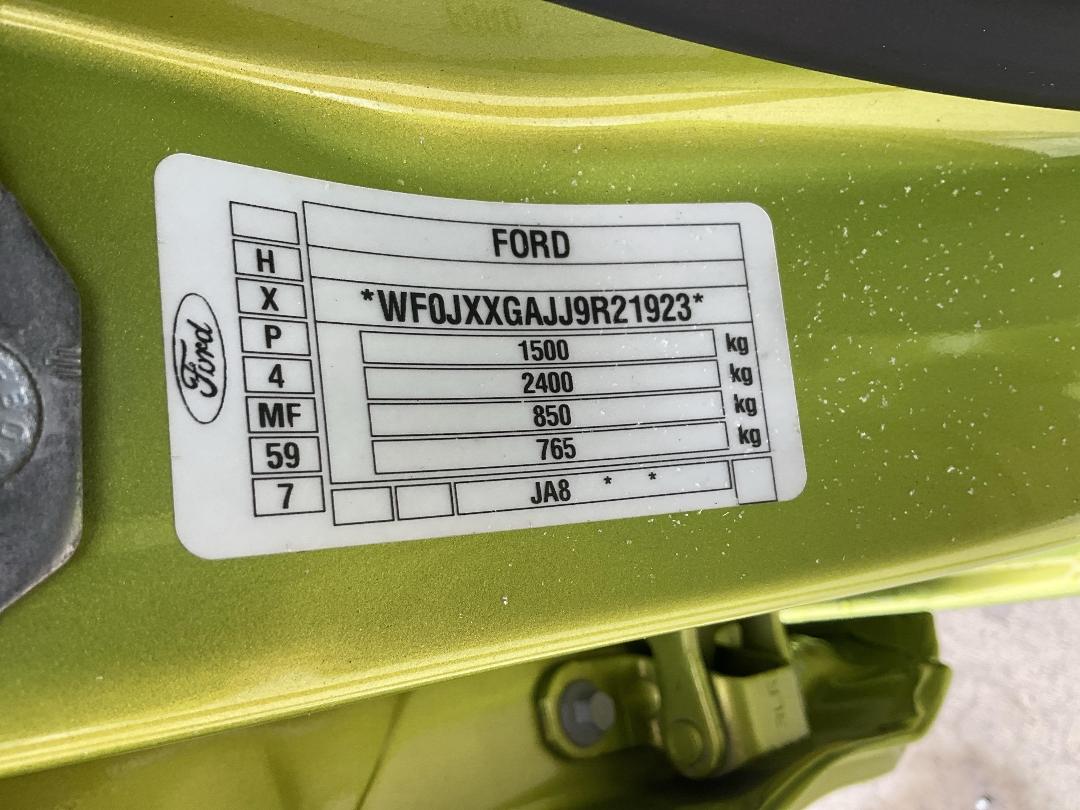 Ford
H
X
P
4
MF
59
7
FORD
*WF0JXXGAJJ9R21923*
1500 kg
2400 kg
850 kg
765 kg
JA8 * *